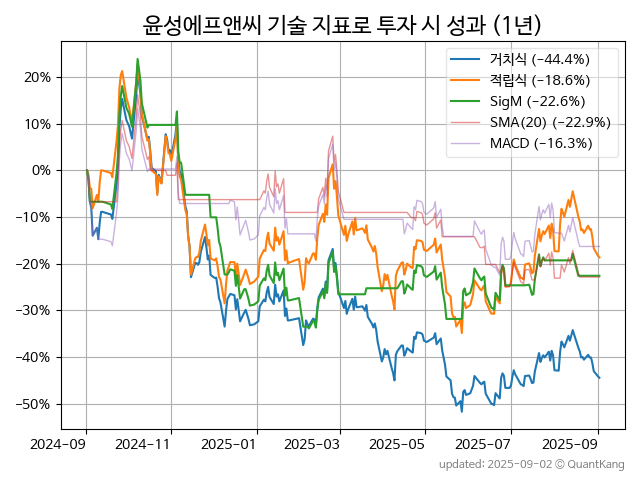 윤성에프앤씨 기술 지표로 투자 시 성과 (1년)
거치식 (−44.4%)
적립식 (−18.6%)
SigM (−22.6%)
SMA(20) (−22.9%)
MACD (−16.3%)
20%
10%
0%
−10%
−20%
−30%
−40%
−50%
2024-09
2024-11
2025-01
2025-03
2025-05
2025-07
2025-09
updated: 2025-09-02 © QuantKang